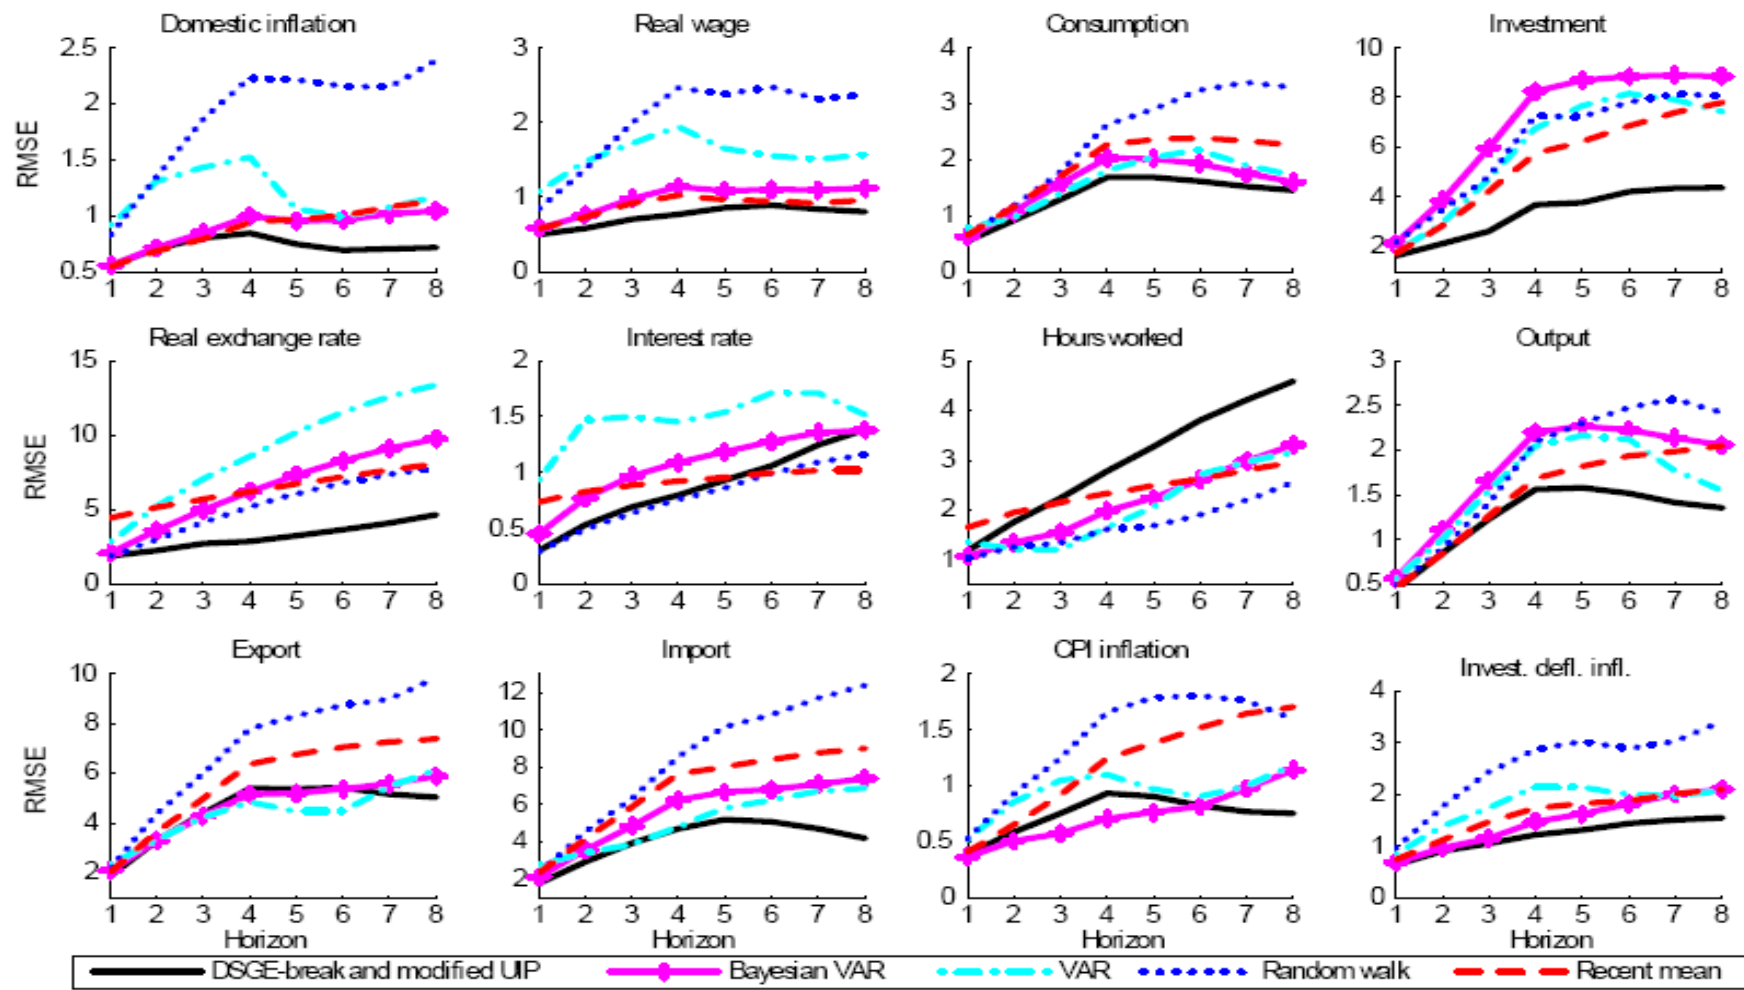 Domestic inflation Real wage Consumption Investment
2.5 3 4 10
2 8
RMSE 2 3
1.5 2 6
1 1 1 4
2
0.5 0 0
1 2 3 4 5 6 7 8 1 2 3 4 5 6 7 8 1 2 3 4 5 6 7 8 1 2 3 4 5 6 7 8
Real exchange rate Interest rate Hours worked Output
15 2 5 3
1.5 4 2.5
RMSE 10 2
1 3
5 2 1.5
0.5 1
1
0 0 0.5
1 2 3 4 5 6 7 8 1 2 3 4 5 6 7 8 1 2 3 4 5 6 7 8 1 2 3 4 5 6 7 8
Export Import CPI inflation Invest. defl. infl.
10 12 2 4
8 10 1.5 3
RMSE 6 8 1 2
4 6 0.5 1
2 4 0 0
2
1 2 3 4 5 6 7 8 1 2 3 4 5 6 7 8 1 2 3 4 5 6 7 8 1 2 3 4 5 6 7 8
Horizon Horizon Horizon Horizon
DSGE-break and modified UIP Bayesian VAR VAR Random walk Recent mean